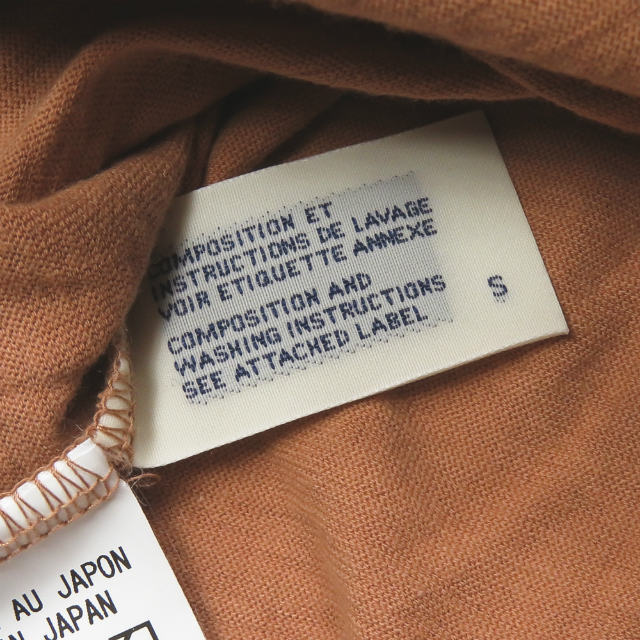 COMPOSITION ET
INSTRUCTIONS DE LAVAGE
VOIR ETIQUETTE ANNEXE
COMPOSITION AND
WASHING INSTRUCTIONS
SEE ATTACHED LABEL
S
AU JAPON
JAPAN